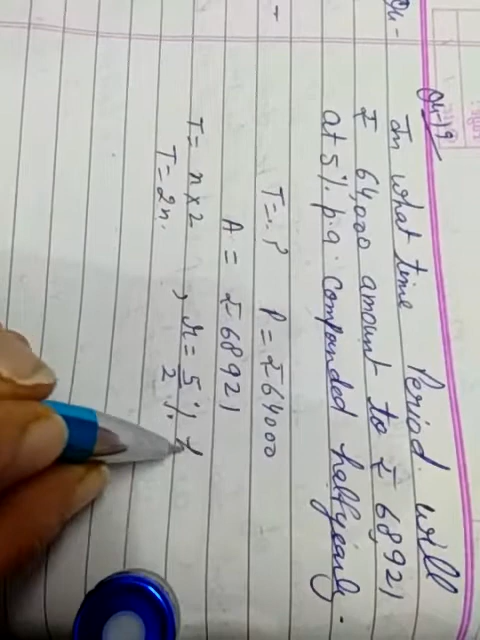 Qu-19
In what time Period will
₹ 64,000 amount to ₹ 68921
at 5% p.a. compounded halfyearly.
T=? P=₹64000
A = ₹68921
T= n×2 , r = 5/2 %
T= 2n.